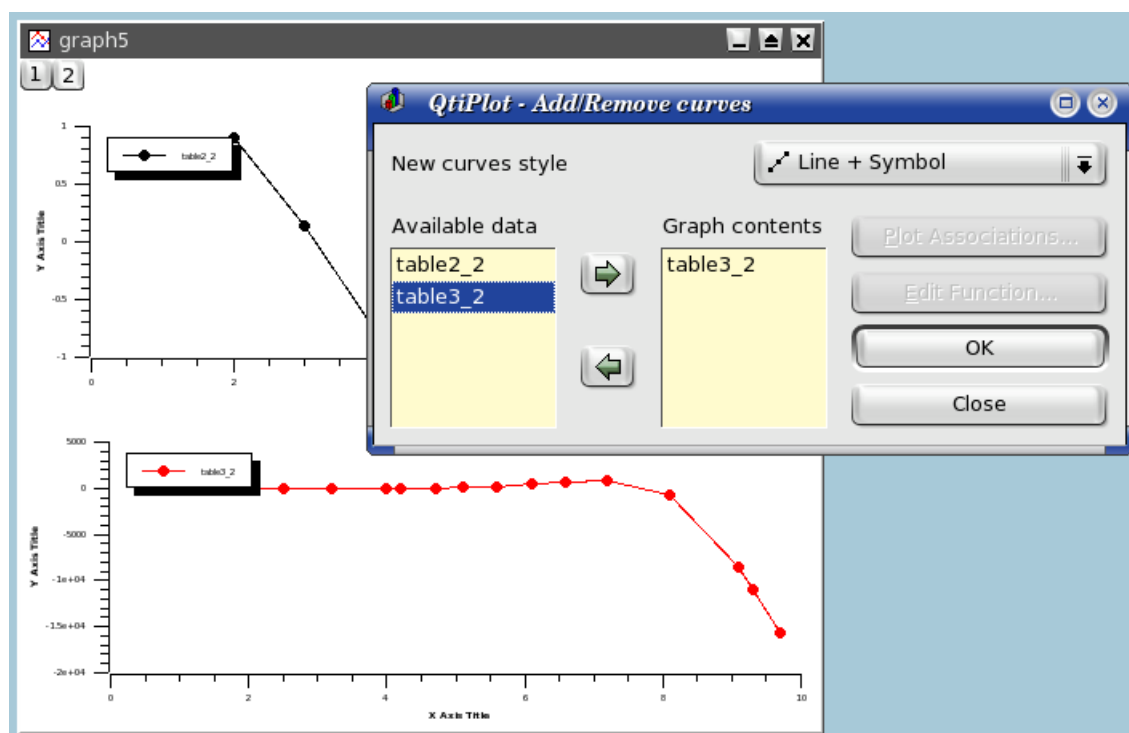 graph5
1 2
1
0.5
0
-0.5
-1
0
2
Y Axis Title
table2_2
QtiPlot - Add/Remove curves
New curves style
Line + Symbol
Available data
Graph contents
table2_2
table3_2
table3_2
Plot Associations...
Edit Function...
OK
Close
5000
0
-5000
-1e+04
-1.5e+04
-2e+04
Y Axis Title
table3_2
0 2 4 6 8 10
X Axis Title